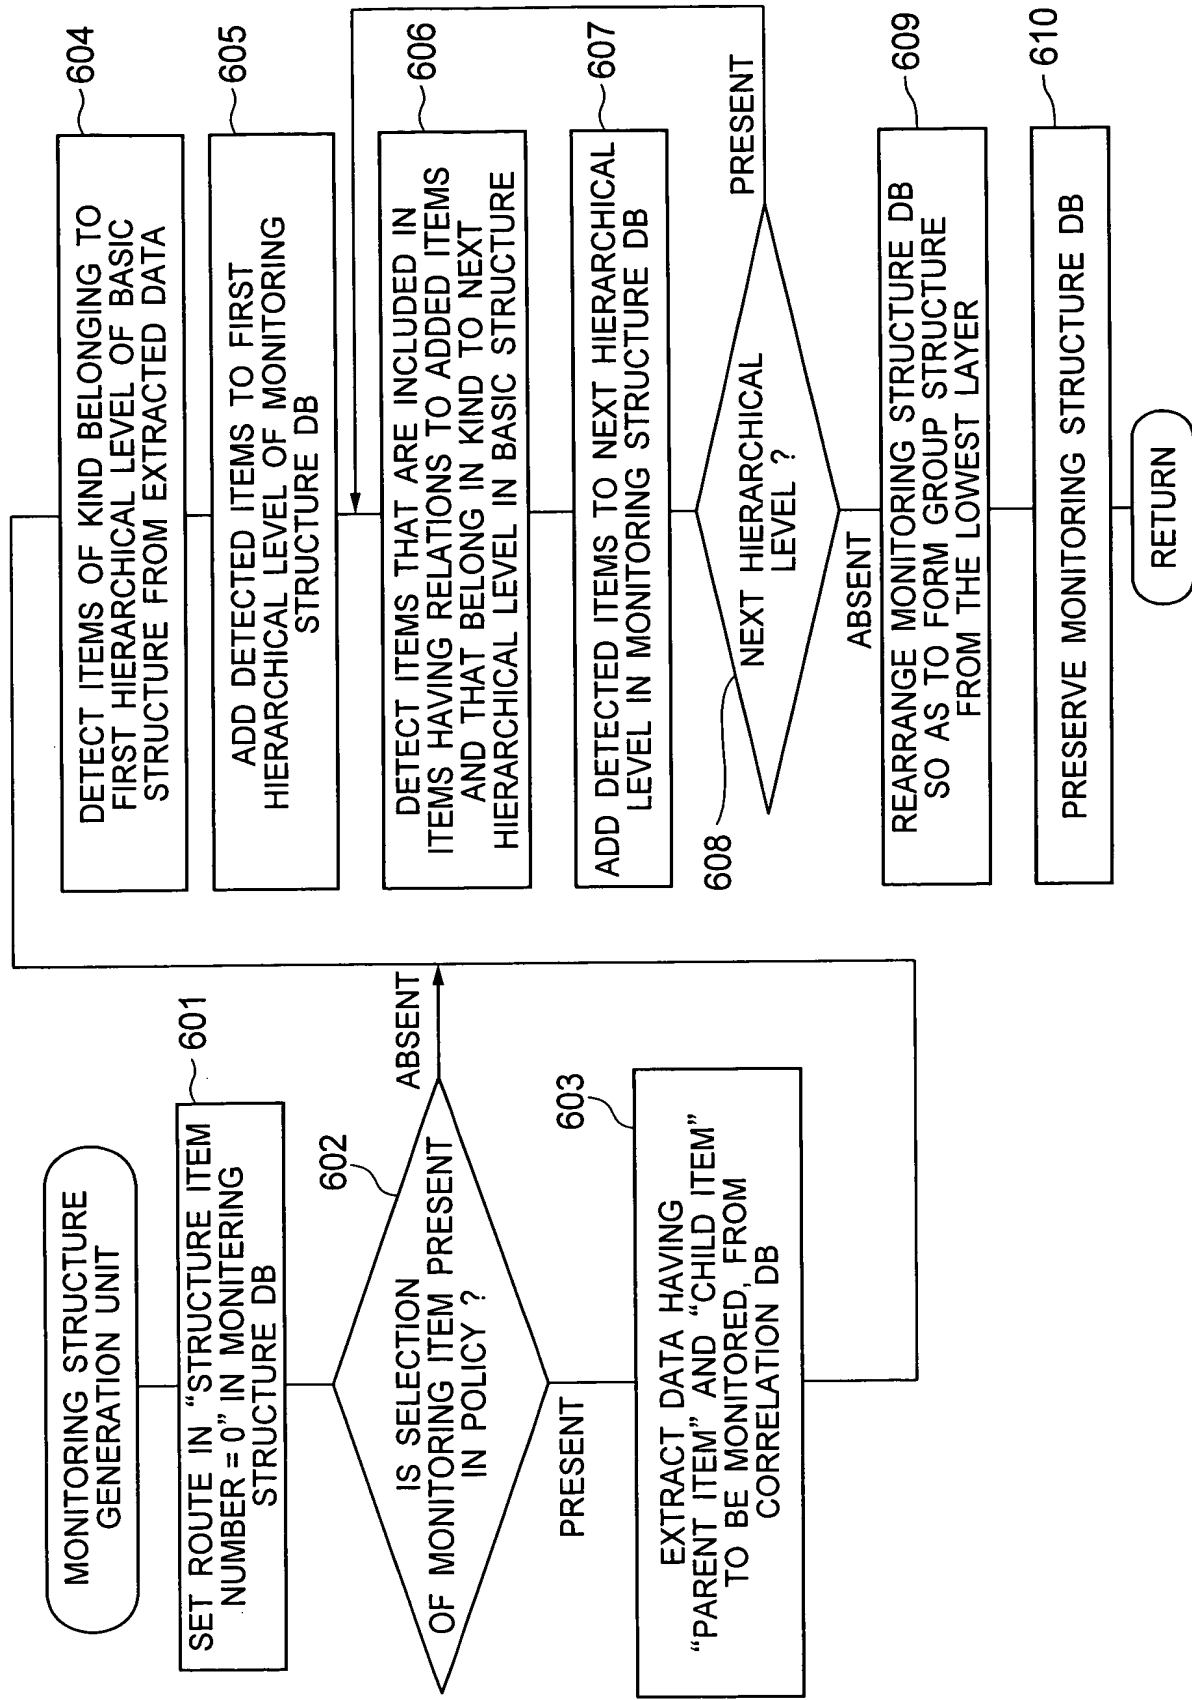 MONITORING STRUCTURE
GENERATION UNIT
601
SET ROUTE IN "STRUCTURE ITEM
NUMBER = 0" IN MONITERING
STRUCTURE DB
602
IS SELECTION
OF MONITORING ITEM PRESENT
IN POLICY ?
ABSENT
PRESENT
603
EXTRACT DATA HAVING
"PARENT ITEM" AND "CHILD ITEM"
TO BE MONITORED, FROM
CORRELATION DB
604
DETECT ITEMS OF KIND BELONGING TO
FIRST HIERARCHICAL LEVEL OF BASIC
STRUCTURE FROM EXTRACTED DATA
605
ADD DETECTED ITEMS TO FIRST
HIERARCHICAL LEVEL OF MONITORING
STRUCTURE DB
606
DETECT ITEMS THAT ARE INCLUDED IN
ITEMS HAVING RELATIONS TO ADDED ITEMS
AND THAT BELONG IN KIND TO NEXT
HIERARCHICAL LEVEL IN BASIC STRUCTURE
607
ADD DETECTED ITEMS TO NEXT HIERARCHICAL
LEVEL IN MONITORING STRUCTURE DB
608
NEXT HIERARCHICAL
LEVEL ?
PRESENT
ABSENT
609
REARRANGE MONITORING STRUCTURE DB
SO AS TO FORM GROUP STRUCTURE
FROM THE LOWEST LAYER
610
PRESERVE MONITORING STRUCTURE DB
RETURN